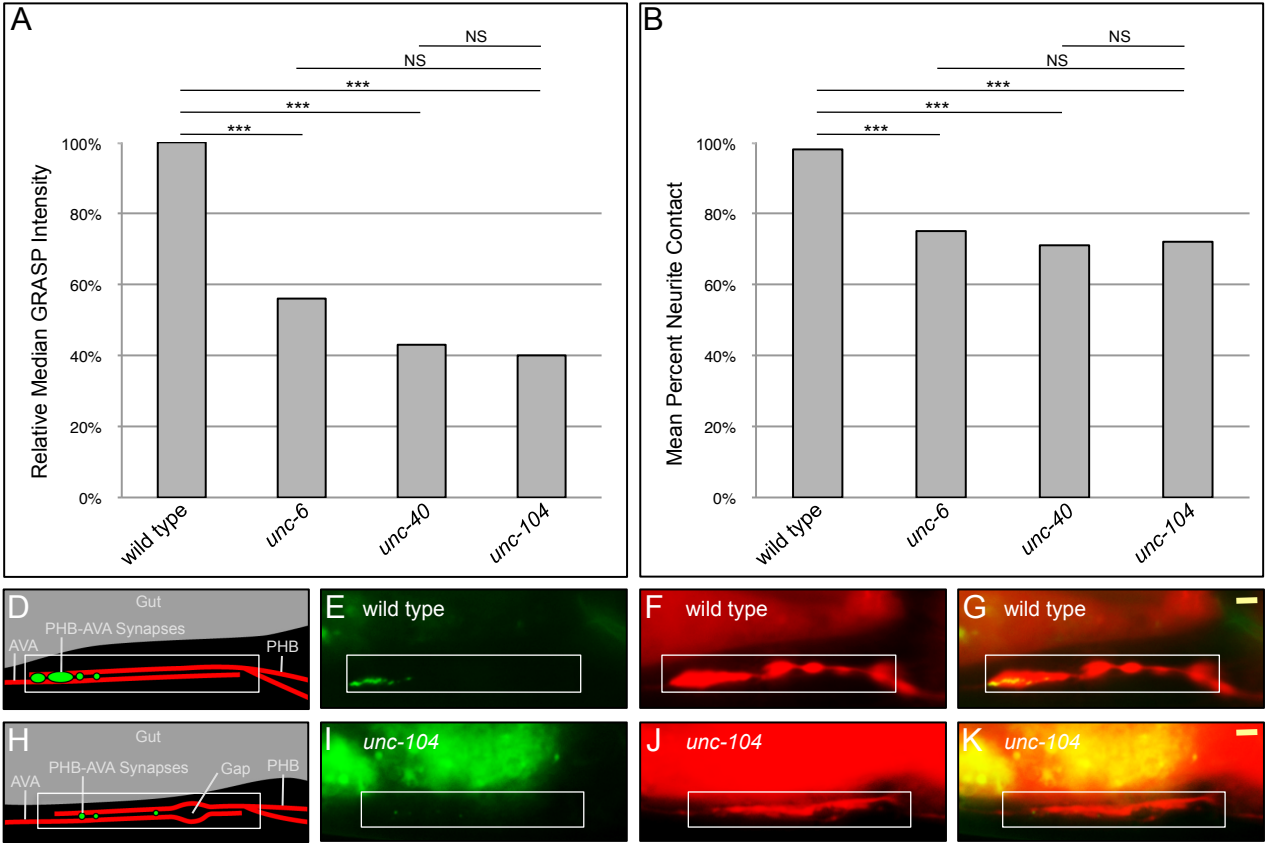 A
NS
NS
***
***
***
Relative Median GRASP Intensity
100%
80%
60%
40%
20%
0%
wild type
unc-6
unc-40
unc-104
B
NS
NS
***
***
***
Mean Percent Neurite Contact
100%
80%
60%
40%
20%
0%
wild type
unc-6
unc-40
unc-104
D
Gut
PHB-AVA Synapses
AVA
PHB
E wild type
F wild type
G wild type
H
Gut
PHB-AVA Synapses
Gap
PHB
AVA
I unc-104
J unc-104
K unc-104